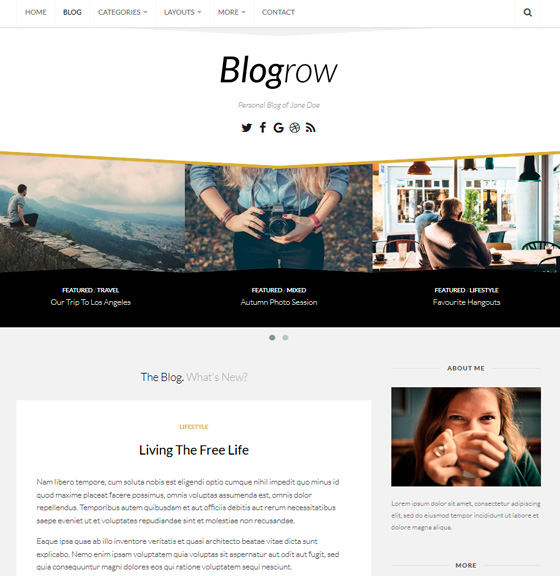 HOME BLOG CATEGORIES LAYOUTS MORE CONTACT
Blogrow
Personal Blog of Jane Doe
FEATURED / TRAVEL
Our Trip To Los Angeles
FEATURED / MIXED
Autumn Photo Session
FEATURED / LIFESTYLE
Favourite Hangouts
The Blog. What's New?
LIFESTYLE
Living The Free Life
Nam libero tempore, cum soluta nobis est eligendi optio cumque nihil impedit quo minus id
quod maxime placeat facere possimus, omnis voluptas assumenda est, omnis dolor
repellendus. Temporibus autem quibusdam et aut officiis debitis aut rerum necessitatibus
saepe eveniet ut et voluptates repudiandae sint et molestiae non recusandae.
Eaque ipsa quae ab illo inventore veritatis et quasi architecto beatae vitae dicta sunt
explicabo. Nemo enim ipsam voluptatem quia voluptas sit aspernatur aut odit aut fugit, sed
quia consequuntur magni dolores eos qui ratione voluptatem sequi nesciunt.
ABOUT ME
Lorem ipsum dolor sit amet, consectetur adipiscing
elit, sed do eiusmod tempor incididunt ut labore et
dolore magna aliqua.
MORE